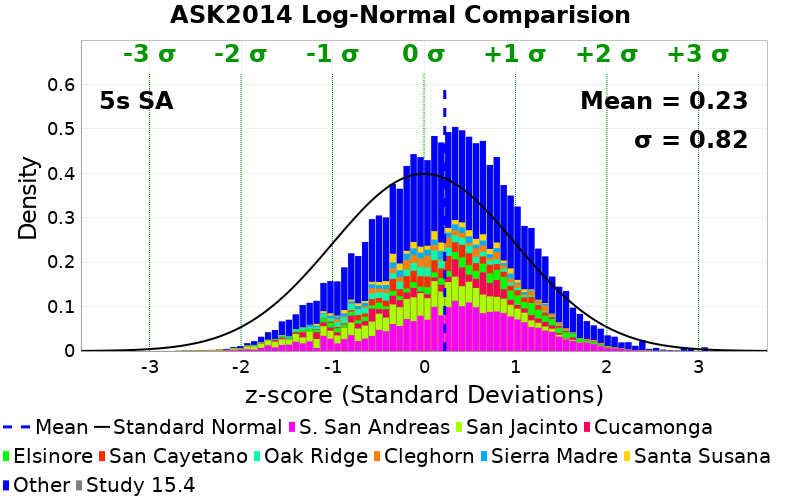 ASK2014 Log-Normal Comparision
-3 σ -2 σ -1 σ 0 σ +1 σ +2 σ +3 σ
5s SA
Mean = 0.23
σ = 0.82
Density
0.6
0.5
0.4
0.3
0.2
0.1
0
-3 -2 -1 0 1 2 3
z-score (Standard Deviations)
Mean Standard Normal S. San Andreas San Jacinto Cucamonga
Elsinore San Cayetano Oak Ridge Cleghorn Sierra Madre Santa Susana
Other Study 15.4